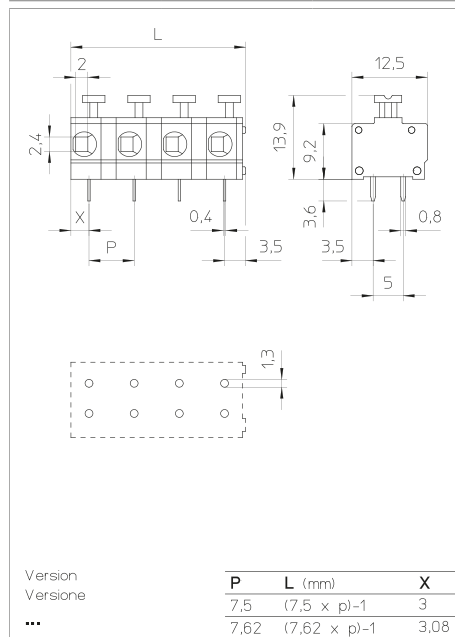 L
2
12,5
2,4
13,9
9,2
3,6
X
P
0,4
3,5
3,5
0,8
5
1,3
Version
Versione
...
P L (mm) X
7,5 (7,5 x p)-1 3
7,62 (7,62 x p)-1 3,08